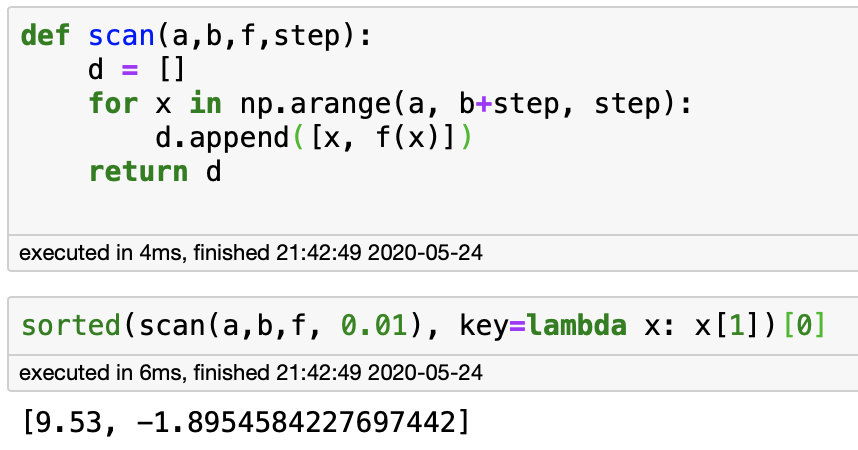 def scan(a,b,f,step):
    d = []
    for x in np.arange(a, b+step, step):
        d.append([x, f(x)])
    return d
executed in 4ms, finished 21:42:49 2020-05-24
sorted(scan(a,b,f, 0.01), key=lambda x: x[1])[0]
executed in 6ms, finished 21:42:49 2020-05-24
[9.53, -1.8954584227697442]